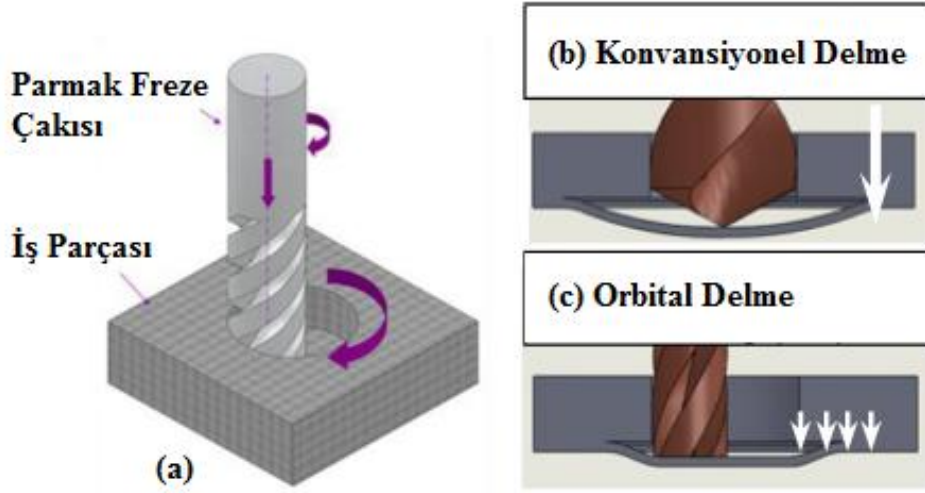 Parmak Freze
Çakısı
İş Parçası
(a)
(b) Konvansiyonel Delme
(c) Orbital Delme